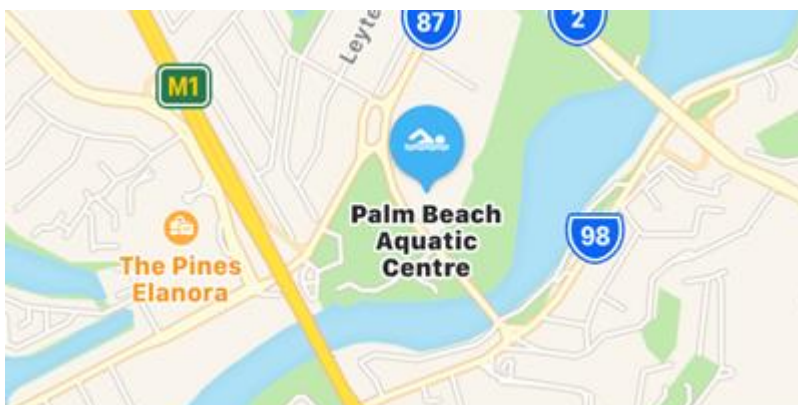 87
2
Leyte
M1
Palm Beach
Aquatic
Centre
98
The Pines
Elanora